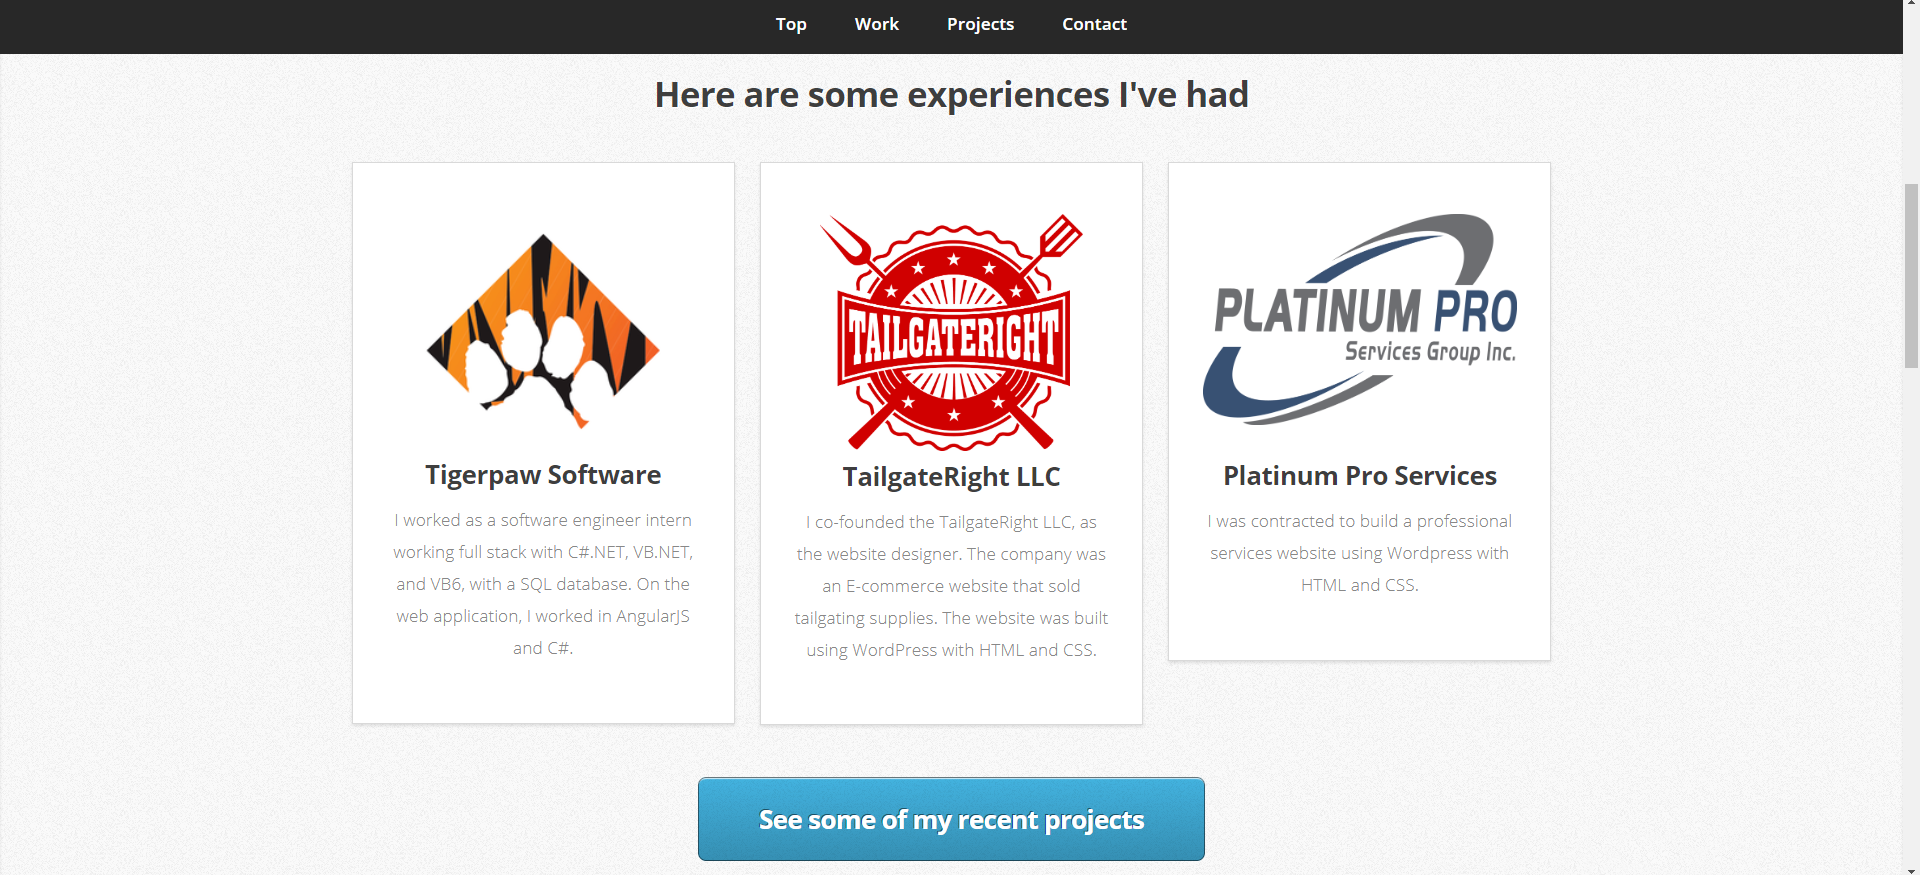 Top Work Projects Contact
Here are some experiences I've had
TAILGATERIGHT
PLATINUM PRO
Services Group Inc.
Tigerpaw Software
I worked as a software engineer intern
working full stack with C#.NET, VB.NET,
and VB6, with a SQL database. On the
web application, I worked in AngularJS
and C#.
TailgateRight LLC
I co-founded the TailgateRight LLC, as
the website designer. The company was
an E-commerce website that sold
tailgating supplies. The website was built
using WordPress with HTML and CSS.
Platinum Pro Services
I was contracted to build a professional
services website using Wordpress with
HTML and CSS.
See some of my recent projects